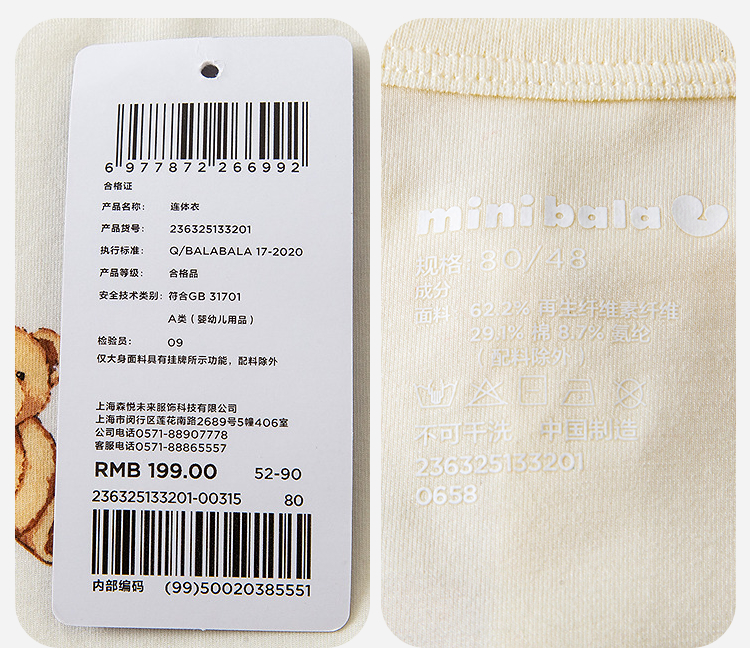 6 977872 266992
合格证
产品名称： 连体衣
产品货号： 236325133201
执行标准： Q/BALABALA 17-2020
产品等级： 合格品
安全技术类别：符合GB 31701
A类（婴幼儿用品）
检验员： 09
仅大身面料具有挂牌所示功能，配料除外
上海森悦未来服饰科技有限公司
上海市闵行区莲花南路2689号5幢406室
公司电话0571-88907778
客服电话0571-88865557
RMB 199.00 52-90
236325133201-00315 80
内部编码 (99)50020385551
minibala
规格: 80/48
成分
面料 62.2% 再生纤维素纤维
29.1% 棉 8.7% 氨纶
（配料除外）
不可干洗 中国制造
236325133201
0658